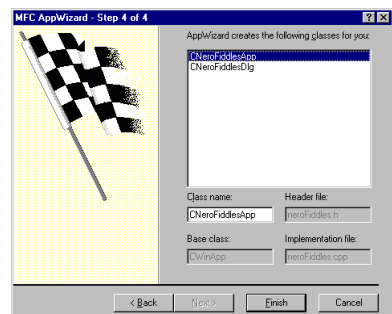 MFC AppWizard - Step 4 of 4
AppWizard creates the following classes for you:
CNeroFiddlesApp
CNeroFiddlesDlg
Class name: Header file:
CNeroFiddlesApp neroFiddles.h
Base class: Implementation file:
CWinApp neroFiddles.cpp
< Back Next > Finish Cancel